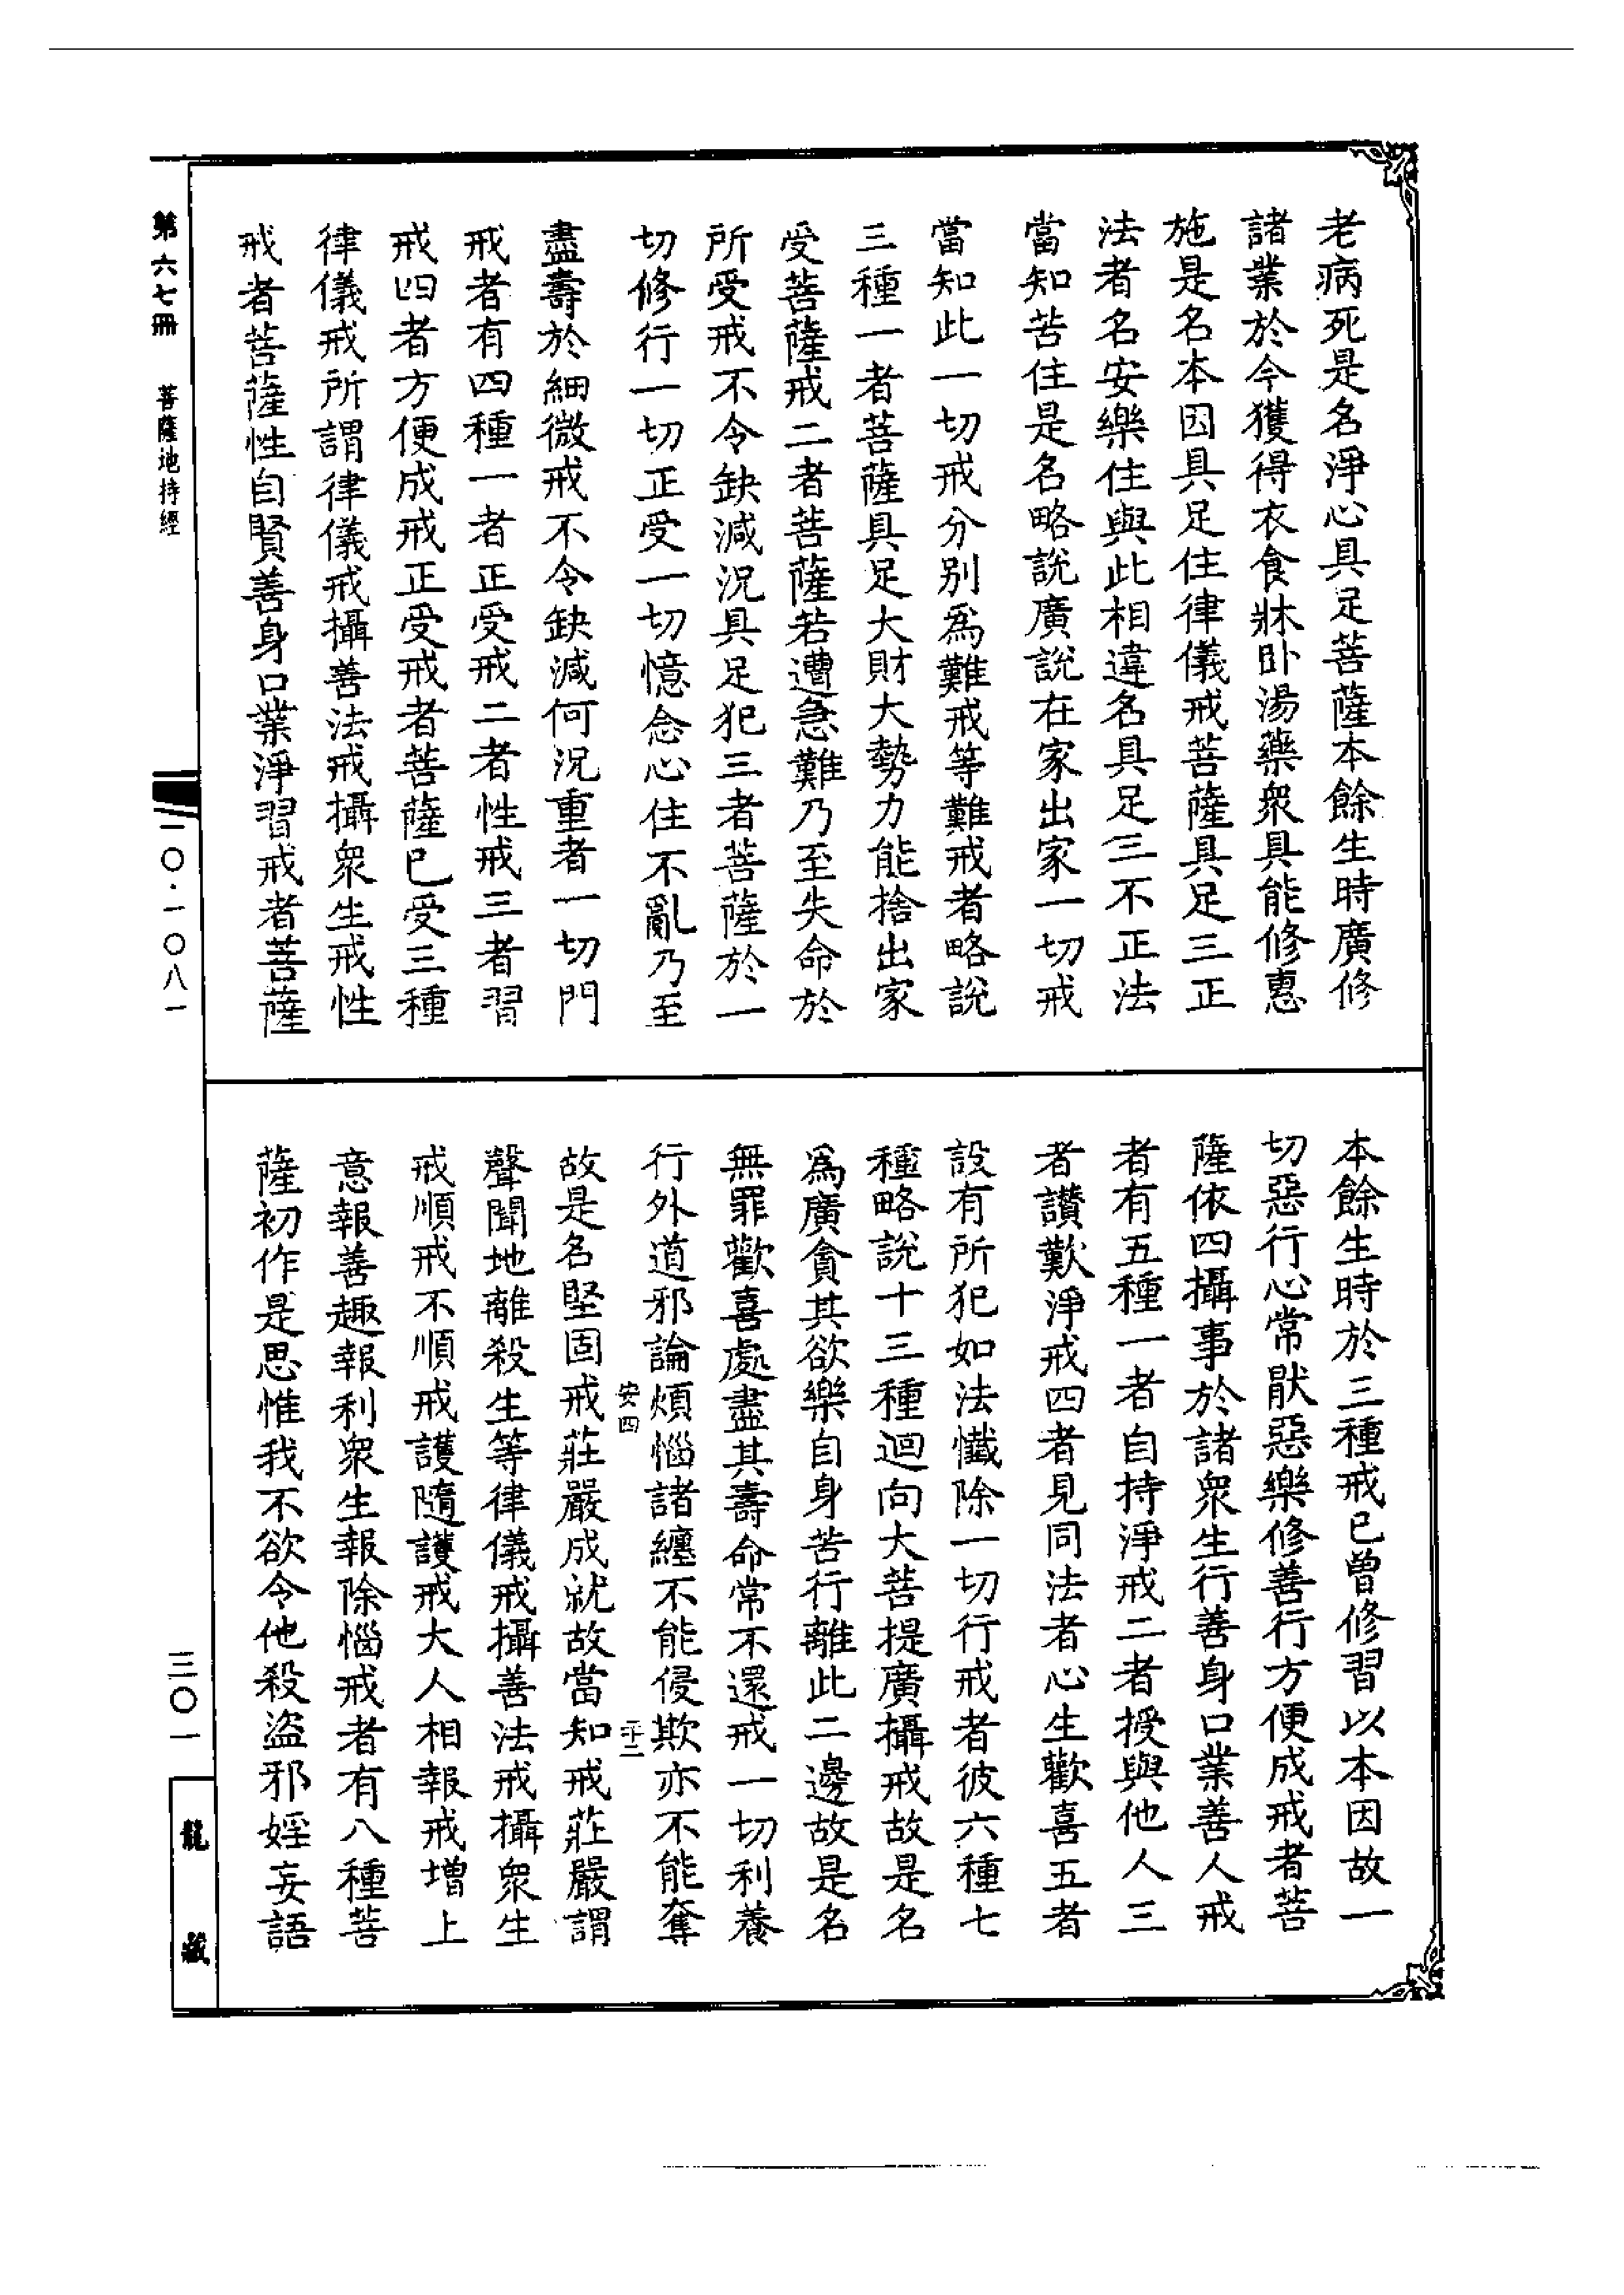 老病死是名淨心具足菩薩本餘生時廣修
諸業於今獲得衣食牀卧湯藥衆具能修惠
施是名本因具足住律儀戒菩薩具足三正
法者名安樂住與此相違名具足三不正法
當知苦住是名略說廣說在家出家一切戒
當知此一切戒分别爲難戒等難戒者略說
三種一者菩薩具足大財大勢力能捨出家
受菩薩戒二者菩薩若遭急難乃至失命於
所受戒不令缺減況具足犯三者菩薩於一
切修行一切正受一切憶念心住不亂乃至
盡壽於細微戒不令缺減何況重者一切門
戒者有四種一者正受戒二者性戒三者習
戒四者方便成戒正受戒者菩薩已受三種
律儀戒所謂律儀戒攝善法戒攝衆生戒性
戒者菩薩性自賢善身口業淨習戒者菩薩
本餘生時於三種戒已曾修習以本因故一
切惡行心常猒惡樂修善行方便成戒者菩
薩依四攝事於諸衆生行善身口業善人戒
者有五種一者自持淨戒二者授與他人三
者讚歎淨戒四者見同法者心生歡喜五者
設有所犯如法懺除一切行戒者彼六種七
種略說十三種迴向大菩提廣攝戒故是名
爲廣貪其欲樂自身苦行離此二邊故是名
無罪歡喜處盡其壽命常不還戒一切利養
行外道邪論煩惱諸纏不能侵欺亦不能奪
安四
二十二
故是名堅固戒莊嚴成就故當知戒莊嚴謂
聲聞地離殺生等律儀戒攝善法戒攝衆生
戒順戒不順戒護隨護戒大人相報戒增上
意報善趣報利衆生報除惱戒者有八種菩
薩初作是思惟我不欲令他殺盜邪婬妄語
第六七冊　菩薩地持經
一〇·一〇八一
三〇一
龍藏